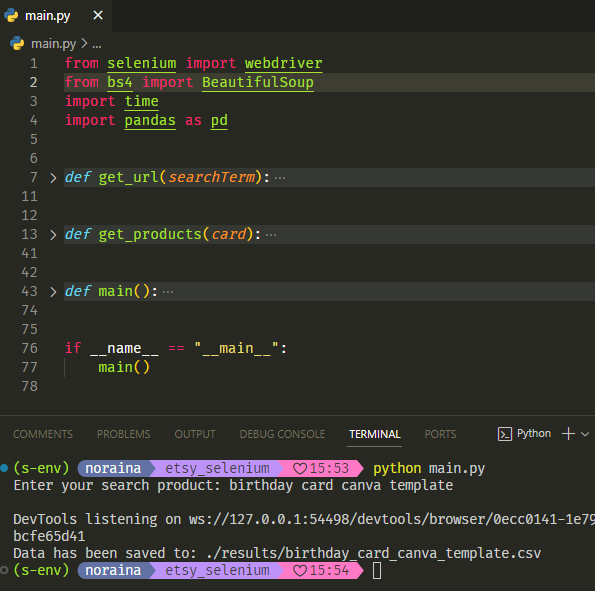 main.py ×
main.py > ...
1 from selenium import webdriver
2 from bs4 import BeautifulSoup
3 import time
4 import pandas as pd
5
6
7 > def get_url(searchTerm): ···
11
12
13 > def get_products(card): ···
41
42
43 > def main(): ···
74
75
76 if __name__ == "__main__":
77 main()
78
COMMENTS PROBLEMS OUTPUT DEBUG CONSOLE TERMINAL PORTS Python
(s-env) noraina etsy_selenium ♡15:53 python main.py
Enter your search product: birthday card canva template
DevTools listening on ws://127.0.0.1:54498/devtools/browser/0ecc0141-1e79
bcfe65d41
Data has been saved to: ./results/birthday_card_canva_template.csv
(s-env) noraina etsy_selenium ♡15:54